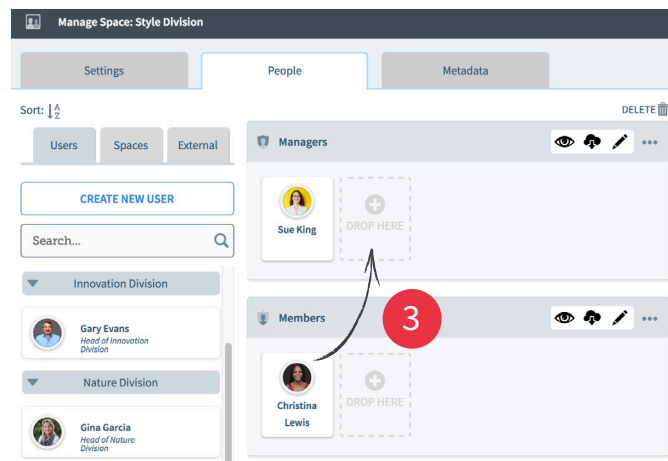 Manage Space: Style Division
Settings
People
Metadata
Sort: A Z
DELETE
Users
Spaces
External
CREATE NEW USER
Search...
Innovation Division
Gary Evans
Head of Innovation
Division
Nature Division
Gina Garcia
Head of Nature
Division
Managers
Sue King
DROP HERE
3
Members
Christina
Lewis
DROP HERE